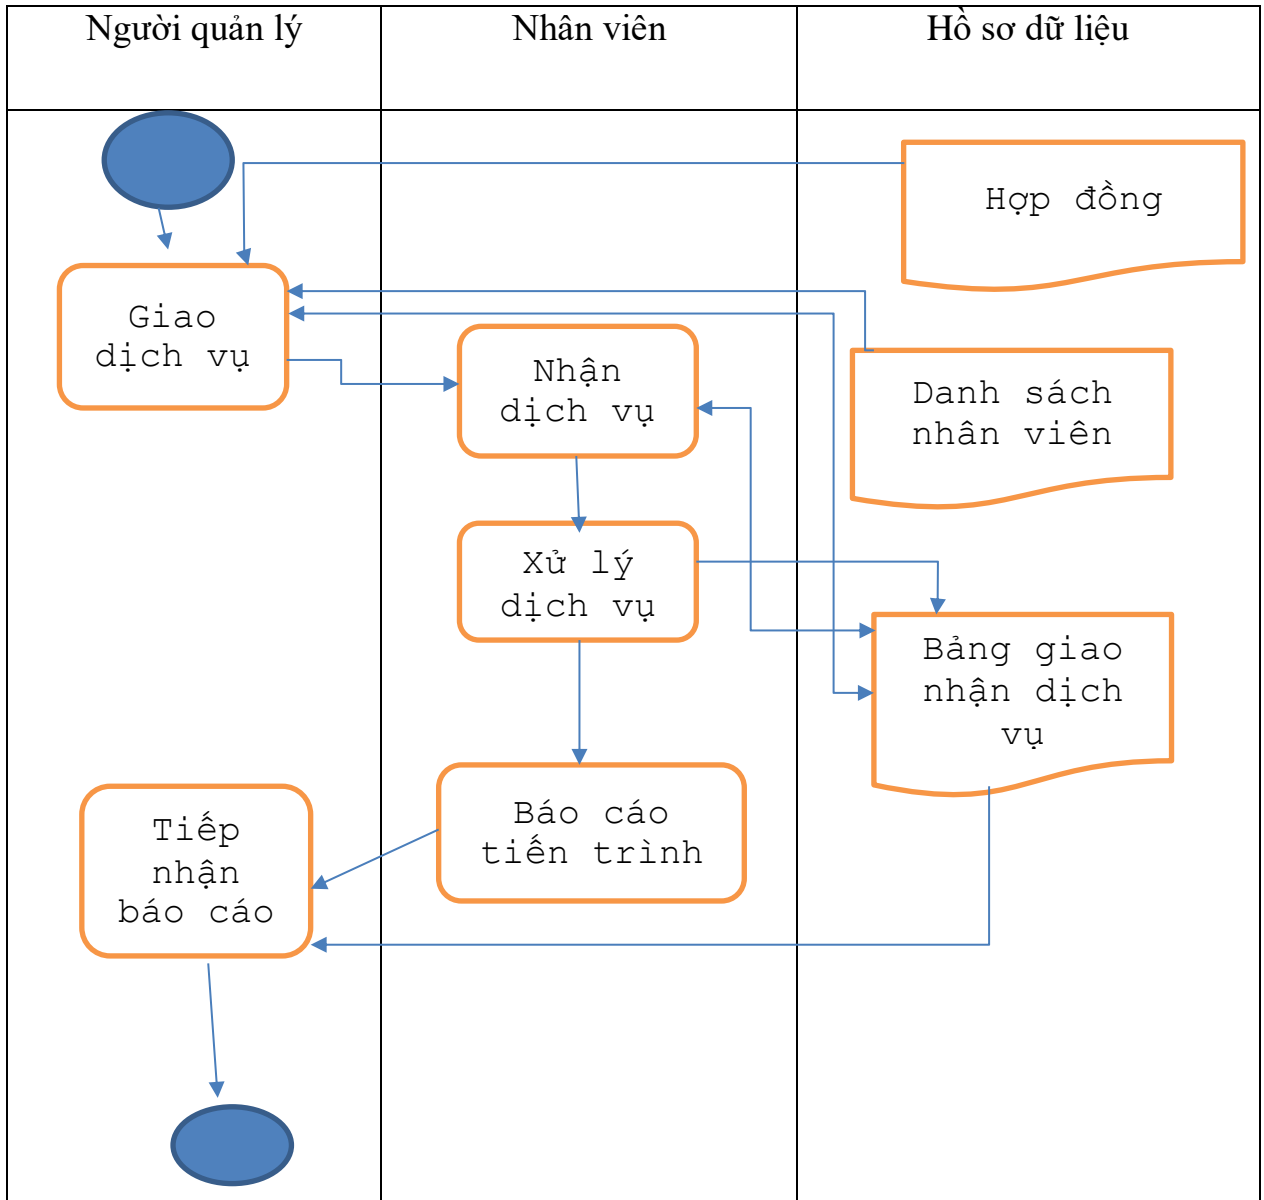 Người quản lý
Nhân viên
Hồ sơ dữ liệu
Hợp đồng
Giao
dịch vụ
Nhận
dịch vụ
Danh sách
nhân viên
Xử lý
dịch vụ
Bảng giao
nhận dịch
vụ
Báo cáo
tiến trình
Tiếp
nhận
báo cáo